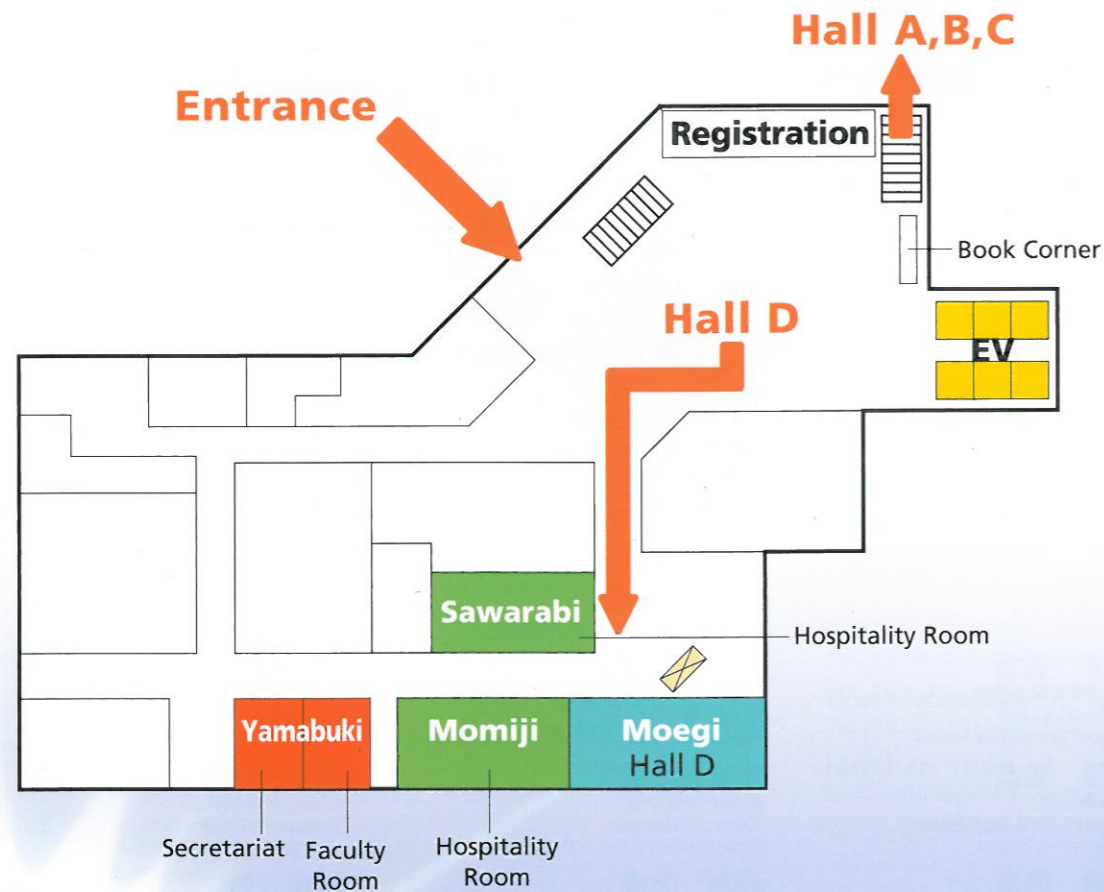 Hall A,B,C
Entrance
Registration
Book Corner
Hall D
EV
Sawarabi
Hospitality Room
Yamabuki
Momiji
Moegi
Hall D
Secretariat
Faculty
Room
Hospitality
Room